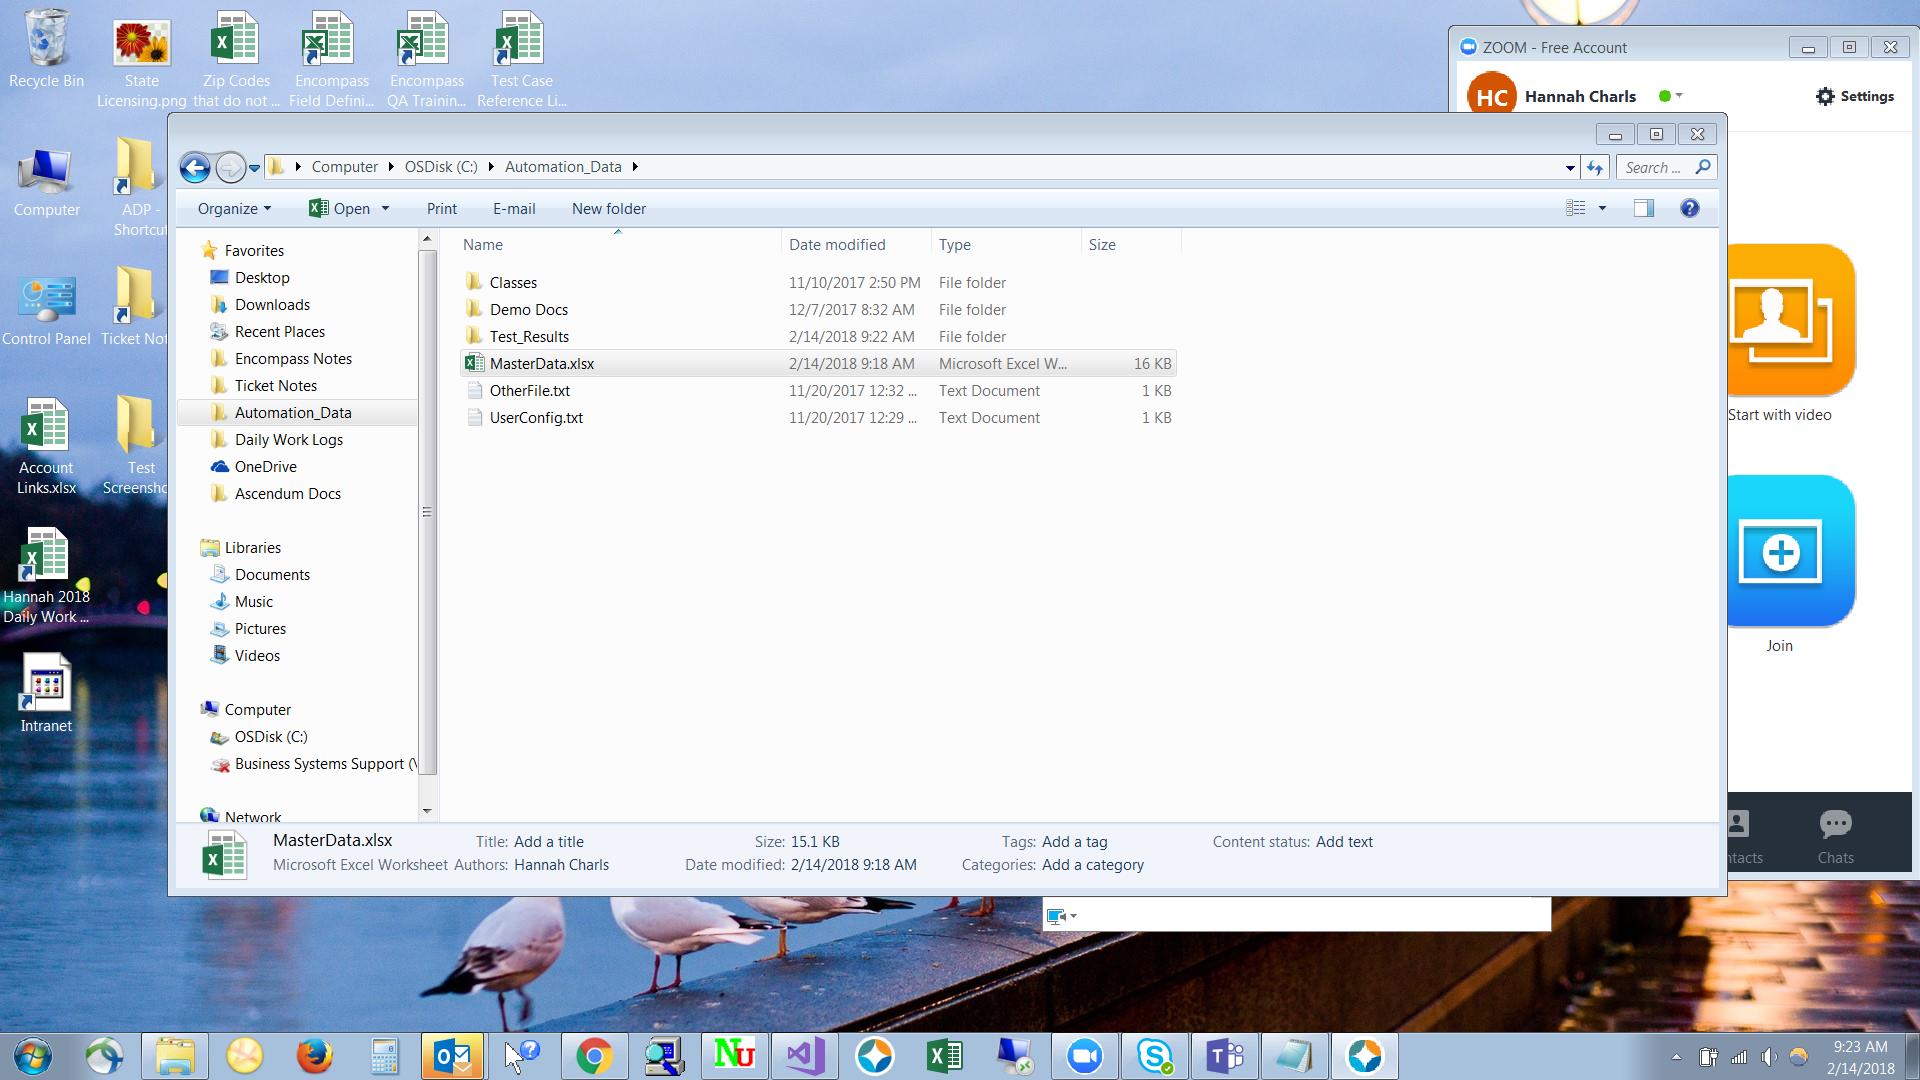 Recycle Bin
State
Licensing.png
Zip Codes
that do not ...
Encompass
Field Defini...
Encompass
QA Trainin...
Test Case
Reference Li...
ZOOM - Free Account
HC
Hannah Charls
Settings
Computer
OSDisk (C:)
Automation_Data
Search ...
Organize
Open
Print
E-mail
New folder
Computer
ADP -
Shortcut
Control Panel
Ticket Not
Account
Links.xlsx
Test
Screensho
Hannah 2018
Daily Work ...
Intranet
Favorites
Desktop
Downloads
Recent Places
Encompass Notes
Ticket Notes
Automation_Data
Daily Work Logs
OneDrive
Ascendum Docs
Libraries
Documents
Music
Pictures
Videos
Computer
OSDisk (C:)
Business Systems Support (\
Network
Name Date modified Type Size
Classes 11/10/2017 2:50 PM File folder
Demo Docs 12/7/2017 8:32 AM File folder
Test_Results 2/14/2018 9:22 AM File folder
MasterData.xlsx 2/14/2018 9:18 AM Microsoft Excel W... 16 KB
OtherFile.txt 11/20/2017 12:32 ... Text Document 1 KB
UserConfig.txt 11/20/2017 12:29 ... Text Document 1 KB
Start with video
Join
ntacts
Chats
MasterData.xlsx Title: Add a title Size: 15.1 KB Tags: Add a tag Content status: Add text
Microsoft Excel Worksheet Authors: Hannah Charls Date modified: 2/14/2018 9:18 AM Categories: Add a category
Nu
9:23 AM
2/14/2018